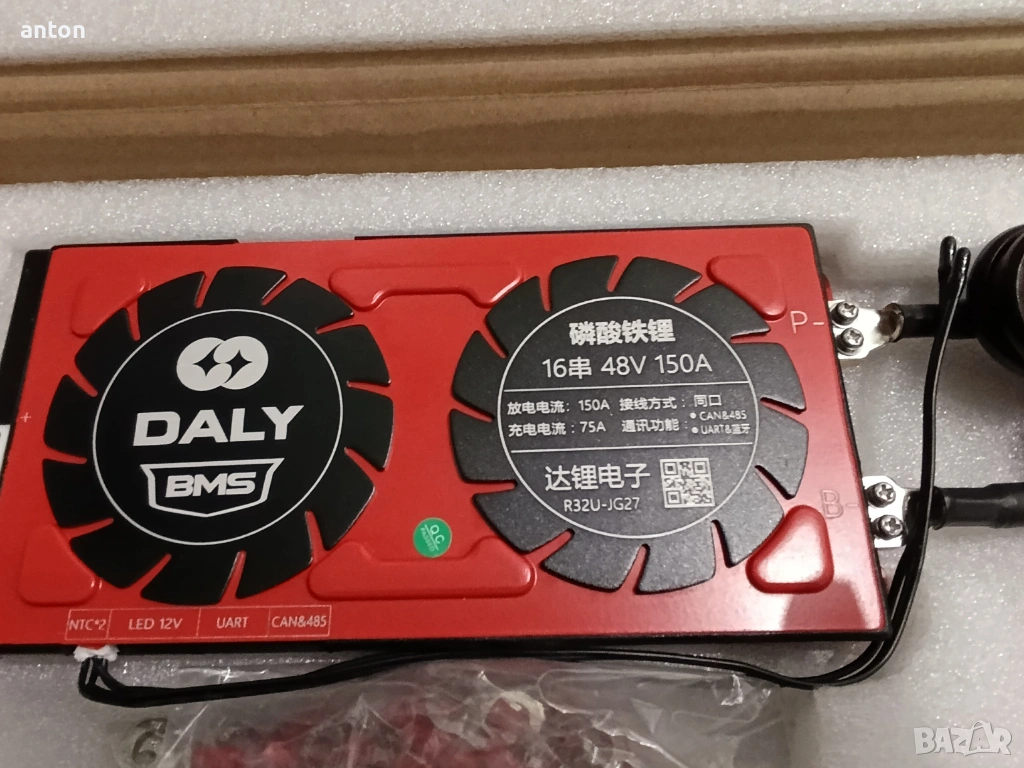 anton
DALY
BMS
磷酸铁锂
16串 48V 150A
放电电流: 150A 接线方式: 同口
充电电流: 75A 通讯功能: • CAN&485
• UART&蓝牙
达锂电子
R32U-JG27
P-
B-
+
QC
NTC*2 LED 12V UART CAN&485
BAZAR